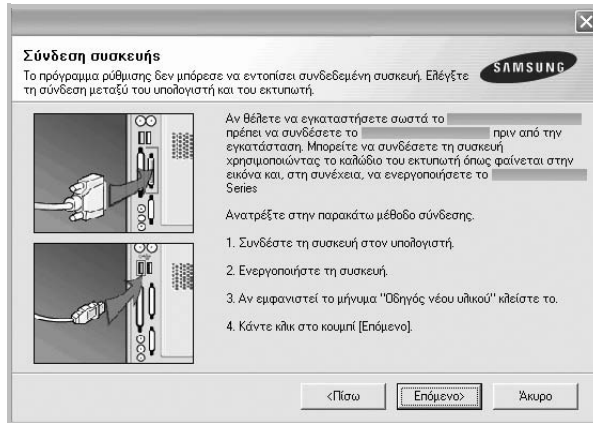 Σύνδεση συσκευής
Το πρόγραμμα ρύθμισης δεν μπόρεσε να εντοπίσει συνδεδεμένη συσκευή. Ελέγξτε
τη σύνδεση μεταξύ του υπολογιστή και του εκτυπωτή.
SAMSUNG
Αν θέλετε να εγκαταστήσετε σωστά το
πρέπει να συνδέσετε το πριν από την
εγκατάσταση. Μπορείτε να συνδέσετε τη συσκευή
χρησιμοποιώντας το καλώδιο του εκτυπωτή όπως φαίνεται στην
εικόνα και, στη συνέχεια, να ενεργοποιήσετε το
Series
Ανατρέξτε στην παρακάτω μέθοδο σύνδεσης.
1. Συνδέστε τη συσκευή στον υπολογιστή.
2. Ενεργοποιήστε τη συσκευή.
3. Αν εμφανιστεί το μήνυμα "Οδηγός νέου υλικού" κλείστε το.
4. Κάντε κλικ στο κουμπί [Επόμενο].
<Πίσω Επόμενο> Άκυρο